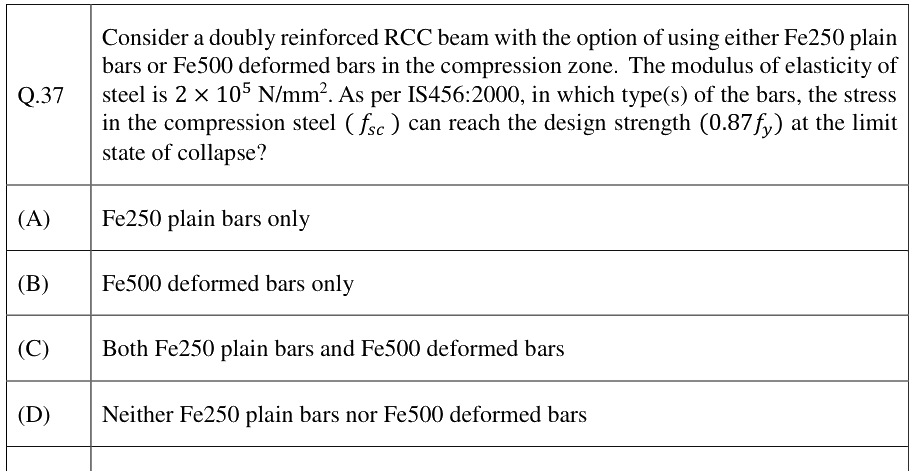 Consider a doubly reinforced RCC beam with the option of using either Fe250 plain
bars or Fe500 deformed bars in the compression zone. The modulus of elasticity of
Q.37 steel is 2 × 10⁵ N/mm². As per IS456:2000, in which type(s) of the bars, the stress
in the compression steel ( f_sc ) can reach the design strength (0.87f_y) at the limit
state of collapse?
(A) Fe250 plain bars only
(B) Fe500 deformed bars only
(C) Both Fe250 plain bars and Fe500 deformed bars
(D) Neither Fe250 plain bars nor Fe500 deformed bars